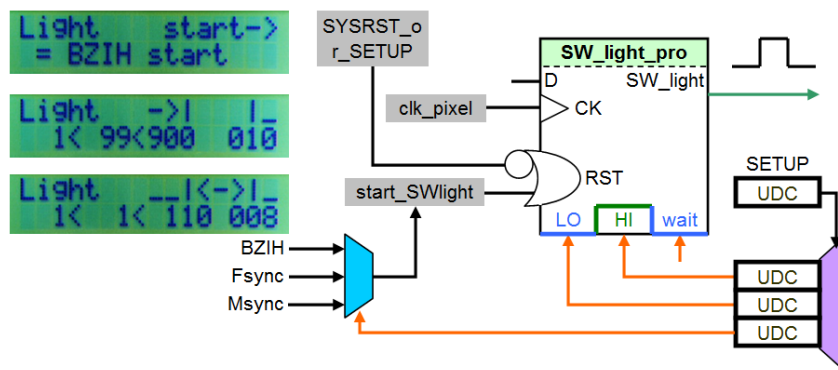 Light start->
= BZIH start
Light ->| |_
1< 99<900 010
Light __|<->|_
1< 1< 110 008
SYSRST_o
r_SETUP
clk_pixel
start_SWlight
BZIH
Fsync
Msync
SW_light_pro
SW_light
D
CK
RST
LO HI wait
SETUP
UDC
UDC
UDC
UDC